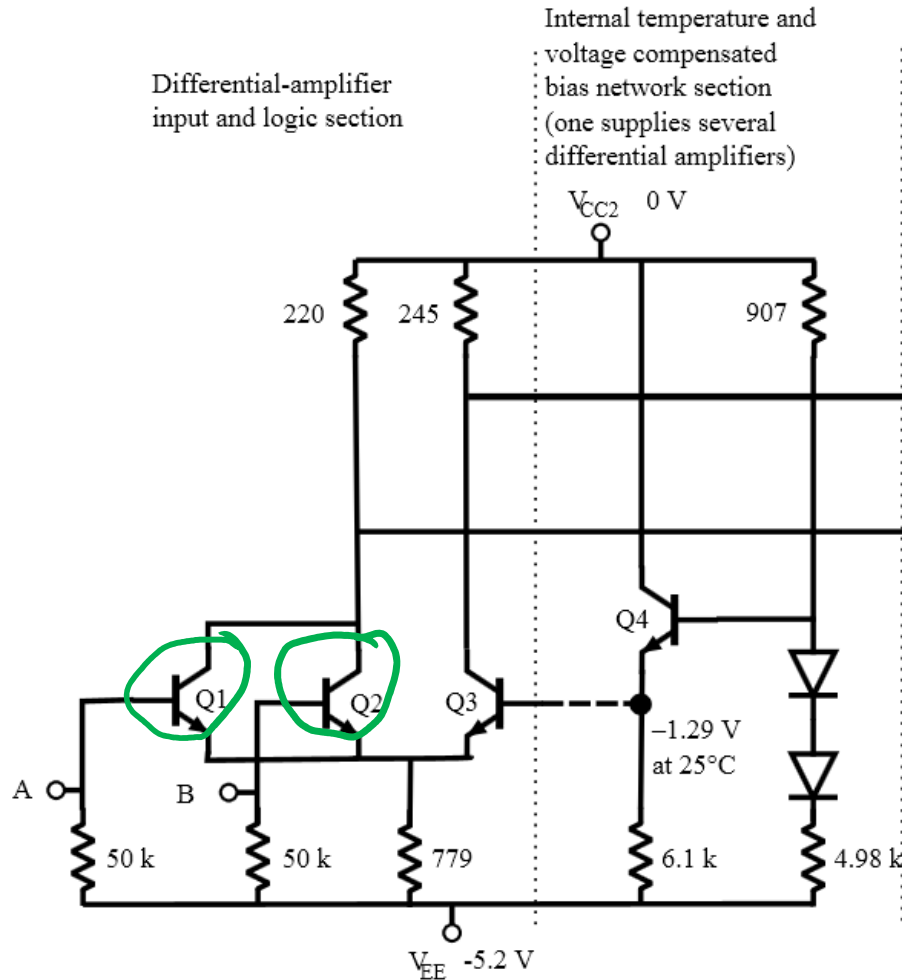 Internal temperature and
voltage compensated
bias network section
(one supplies several
differential amplifiers)
Differential-amplifier
input and logic section
VCC2 0 V
220
245
907
Q4
Q1
Q2
Q3
–1.29 V
at 25°C
A
B
50 k
50 k
779
6.1 k
4.98 k
VEE -5.2 V